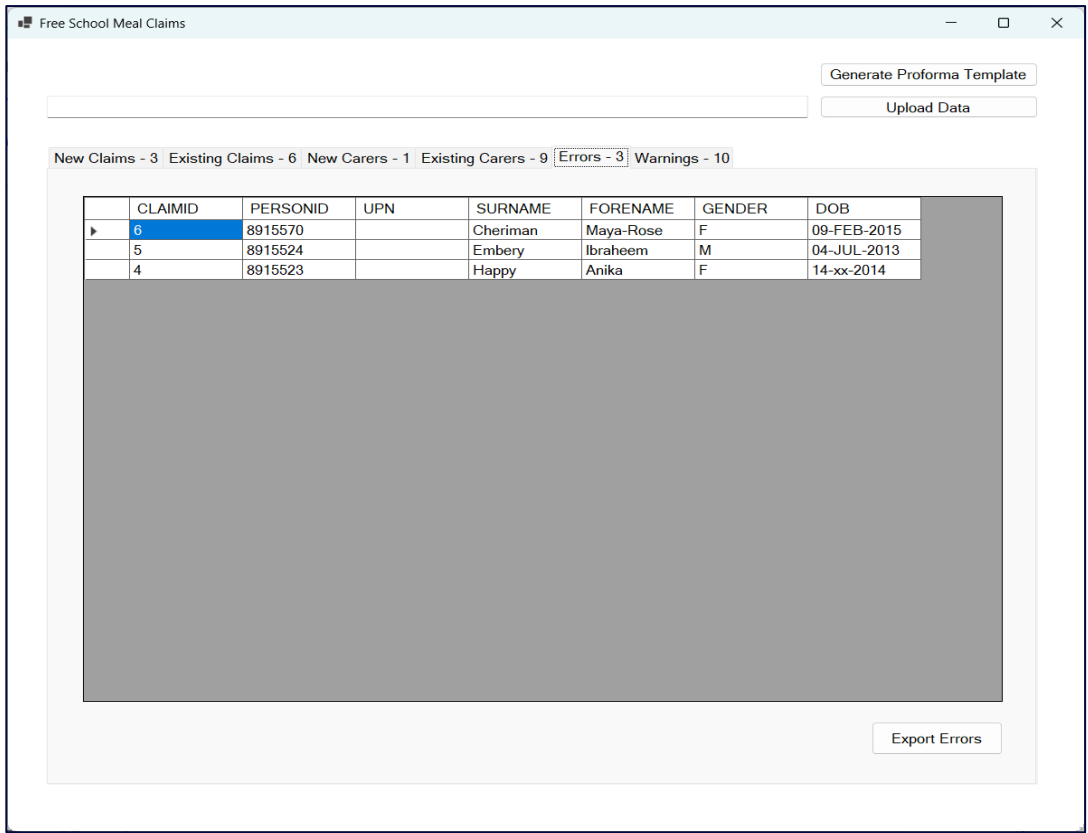 Free School Meal Claims
Generate Proforma Template
Upload Data
New Claims - 3 Existing Claims - 6 New Carers - 1 Existing Carers - 9 Errors - 3 Warnings - 10
CLAIMID PERSONID UPN SURNAME FORENAME GENDER DOB
6 8915570 Cheriman Maya-Rose F 09-FEB-2015
5 8915524 Embery Ibraheem M 04-JUL-2013
4 8915523 Happy Anika F 14-xx-2014
Export Errors